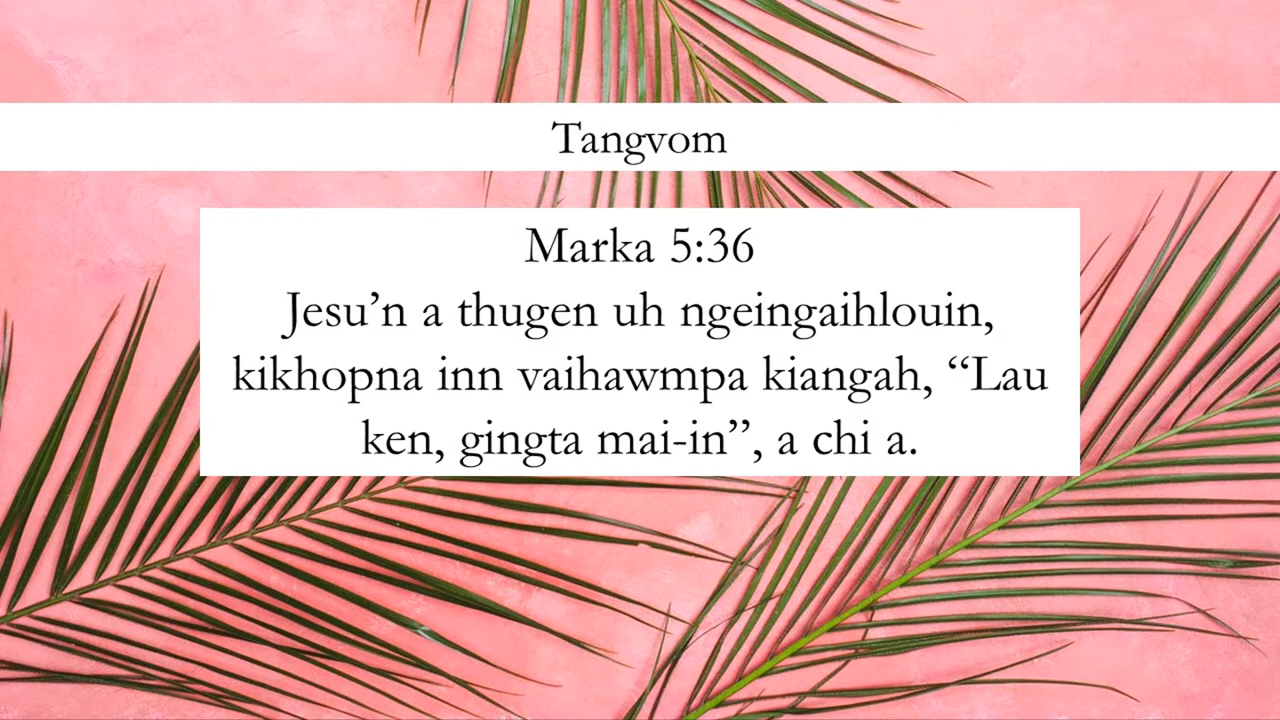 Tangvom
Marka 5:36
Jesu’n a thugen uh ngeingaihlouin,
kikhopna inn vaihawmpa kiangah, “Lau
ken, gingta mai-in”, a chi a.